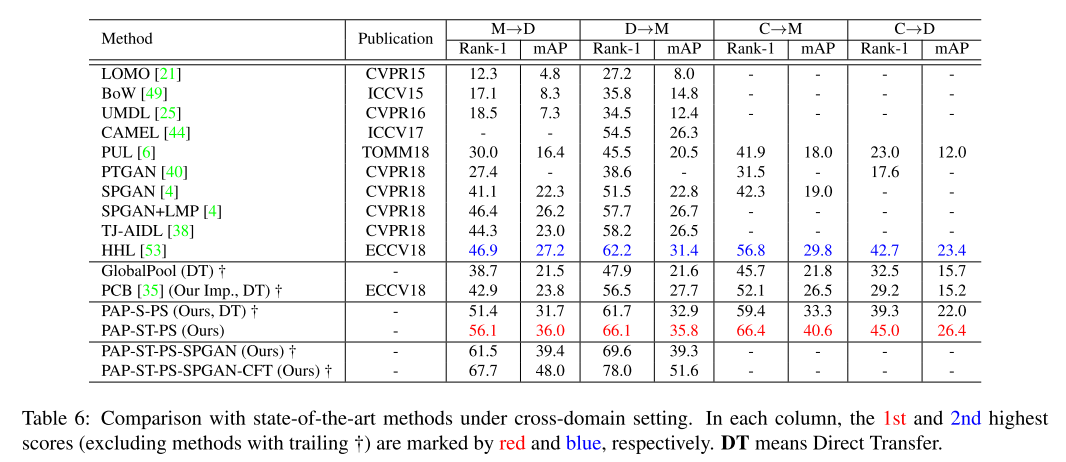 Method Publication M→D D→M C→M C→D
Rank-1 mAP Rank-1 mAP Rank-1 mAP Rank-1 mAP
LOMO [21] CVPR15 12.3 4.8 27.2 8.0 - - - -
BoW [49] ICCV15 17.1 8.3 35.8 14.8 - - - -
UMDL [25] CVPR16 18.5 7.3 34.5 12.4 - - - -
CAMEL [44] ICCV17 - - 54.5 26.3 - - - -
PUL [6] TOMM18 30.0 16.4 45.5 20.5 41.9 18.0 23.0 12.0
PTGAN [40] CVPR18 27.4 - 38.6 - 31.5 - 17.6 -
SPGAN [4] CVPR18 41.1 22.3 51.5 22.8 42.3 19.0 - -
SPGAN+LMP [4] CVPR18 46.4 26.2 57.7 26.7 - - - -
TJ-AIDL [38] CVPR18 44.3 23.0 58.2 26.5 - - - -
HHL [53] ECCV18 46.9 27.2 62.2 31.4 56.8 29.8 42.7 23.4
GlobalPool (DT) † - 38.7 21.5 47.9 21.6 45.7 21.8 32.5 15.7
PCB [35] (Our Imp., DT) † ECCV18 42.9 23.8 56.5 27.7 52.1 26.5 29.2 15.2
PAP-S-PS (Ours, DT) † - 51.4 31.7 61.7 32.9 59.4 33.3 39.3 22.0
PAP-ST-PS (Ours) - 56.1 36.0 66.1 35.8 66.4 40.6 45.0 26.4
PAP-ST-PS-SPGAN (Ours) † - 61.5 39.4 69.6 39.3 - - - -
PAP-ST-PS-SPGAN-CFT (Ours) † - 67.7 48.0 78.0 51.6 - - - -
Table 6: Comparison with state-of-the-art methods under cross-domain setting. In each column, the 1st and 2nd highest
scores (excluding methods with trailing †) are marked by red and blue, respectively. DT means Direct Transfer.